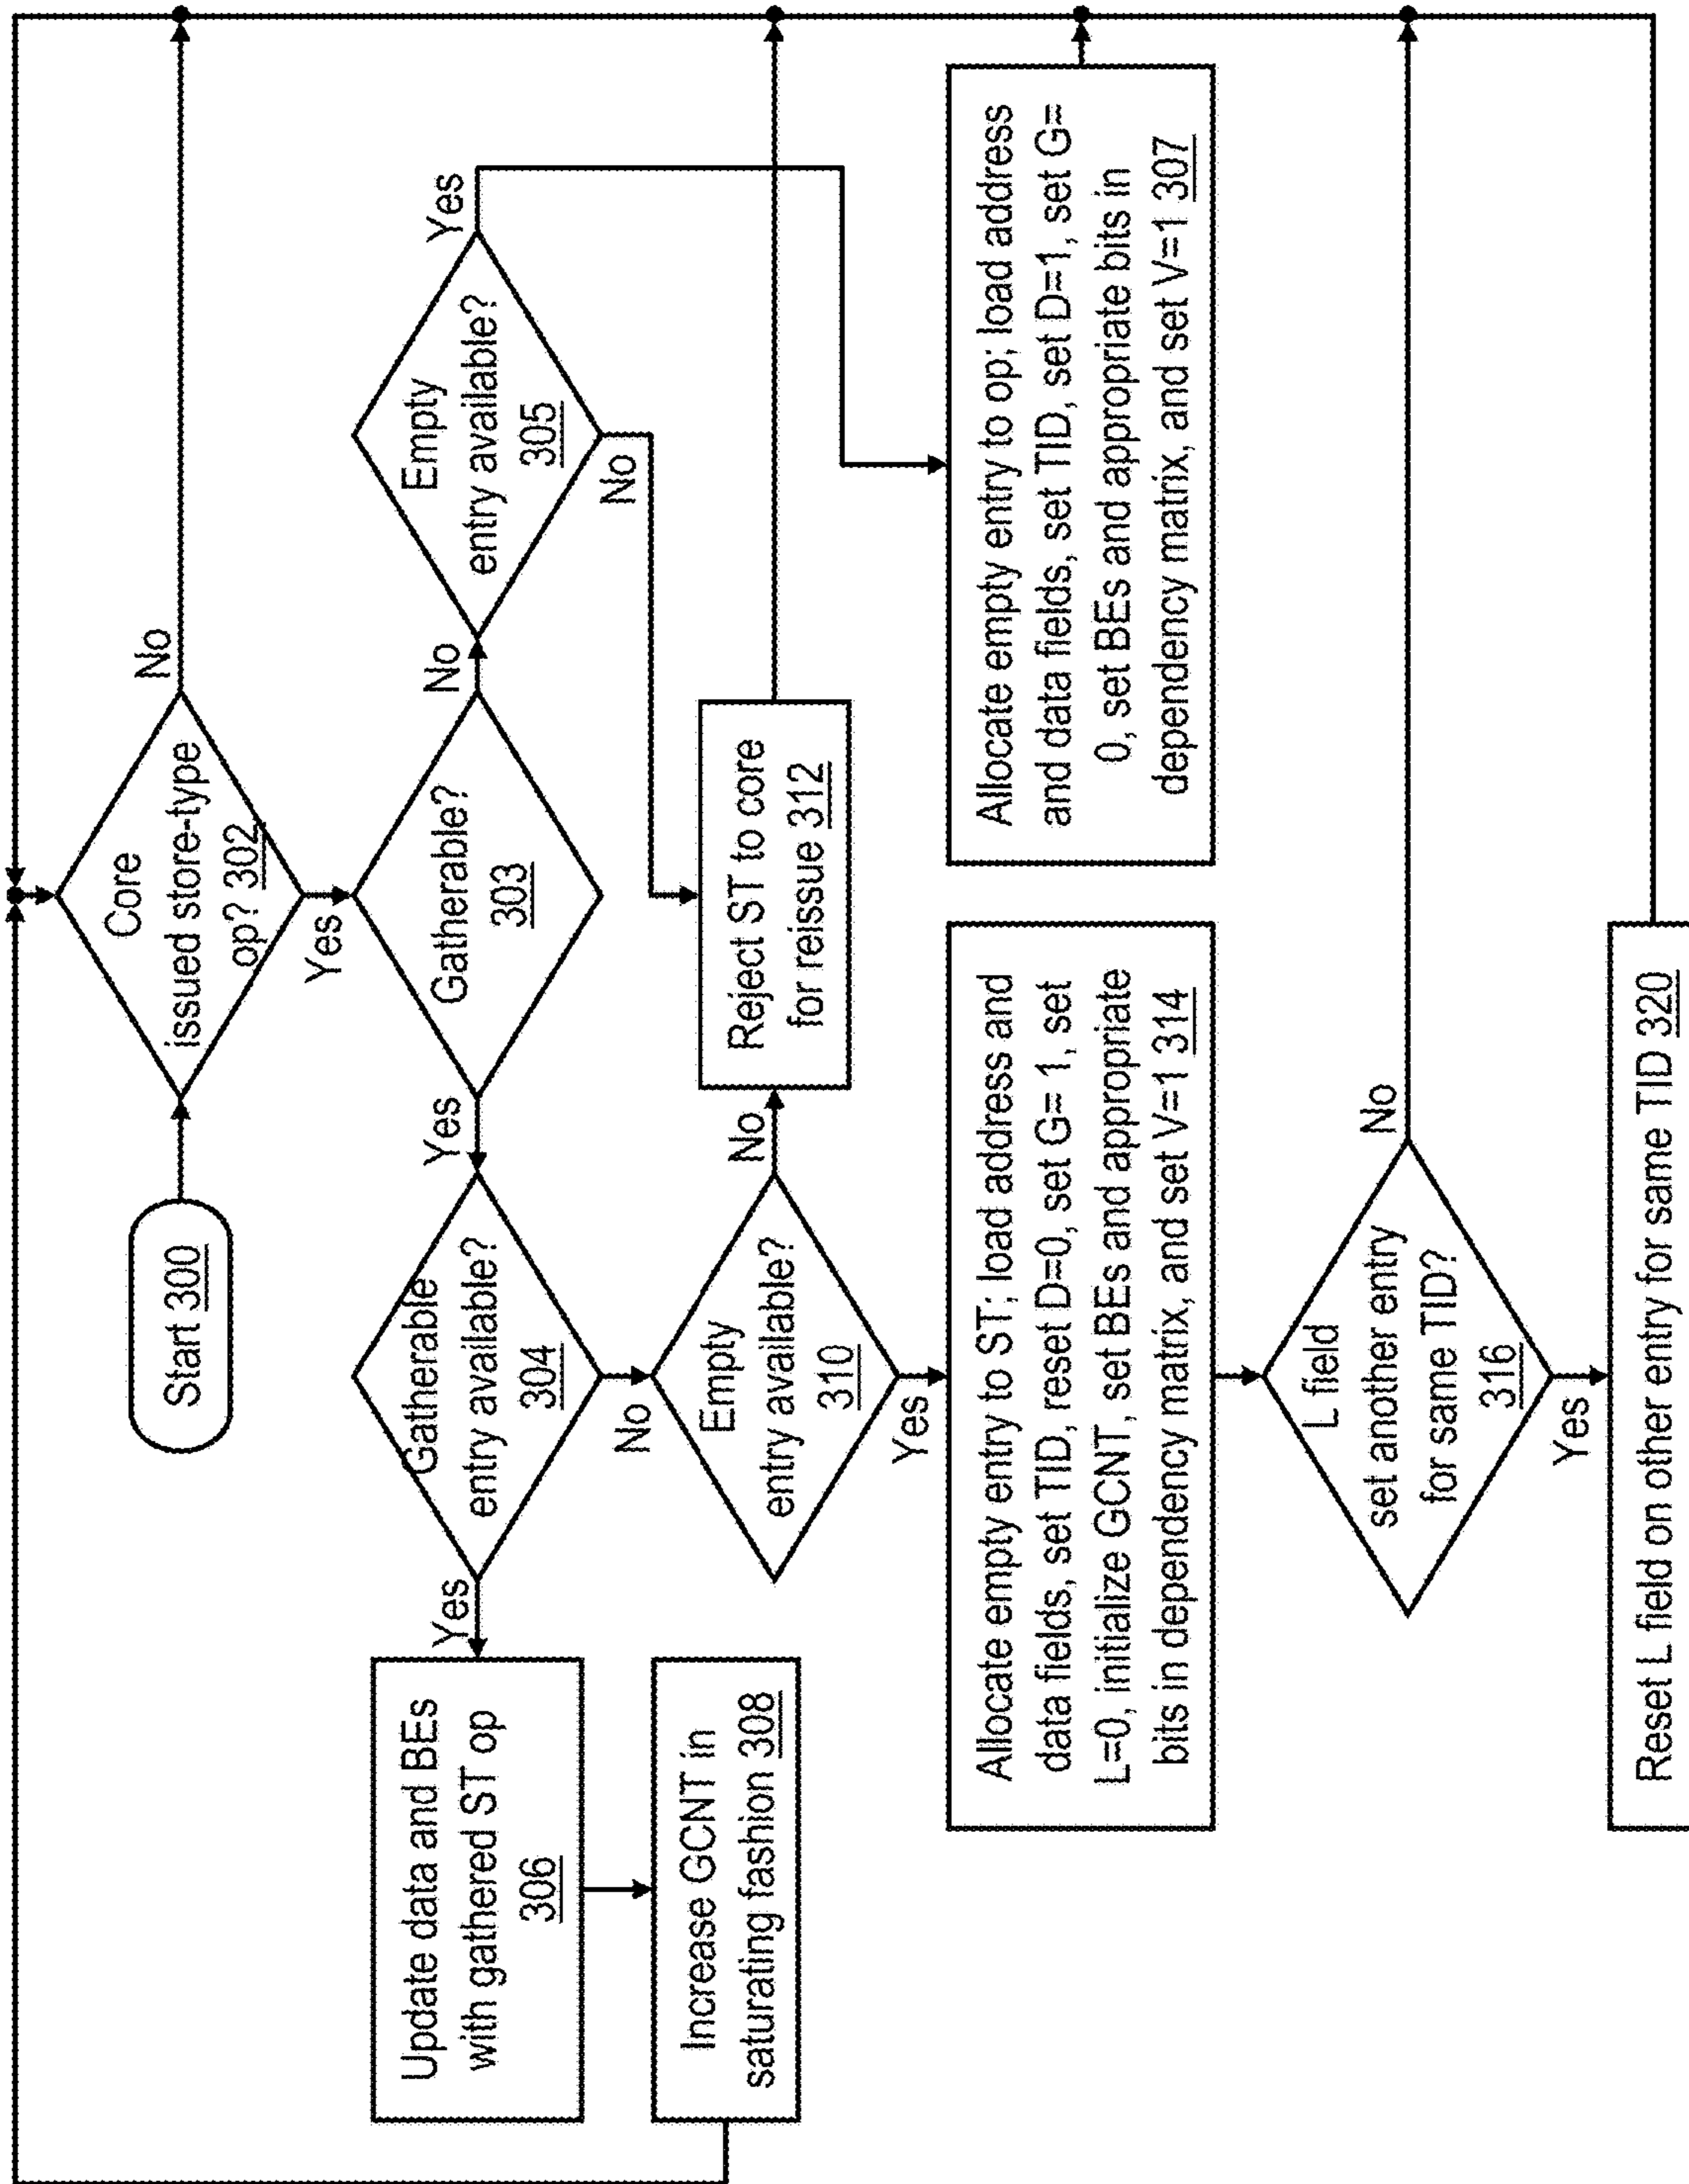 Start 300
Core
issued store-type
op? 302
No
Yes
Gatherable?
303
Yes
No
Gatherable
entry available?
304
Yes
No
Empty
entry available?
305
Yes
No
Update data and BEs
with gathered ST op
306
Increase GCNT in
saturating fashion 308
Empty
entry available?
310
No
Yes
Reject ST to core
for reissue 312
Allocate empty entry to ST; load address and
data fields, set TID, reset D=0, set G= 1, set
L=0, initialize GCNT, set BEs and appropriate
bits in dependency matrix, and set V=1 314
Allocate empty entry to op; load address
and data fields, set TID, set D=1, set G=
0, set BEs and appropriate bits in
dependency matrix, and set V=1 307
L field
set another entry
for same TID?
316
No
Yes
Reset L field on other entry for same TID 320